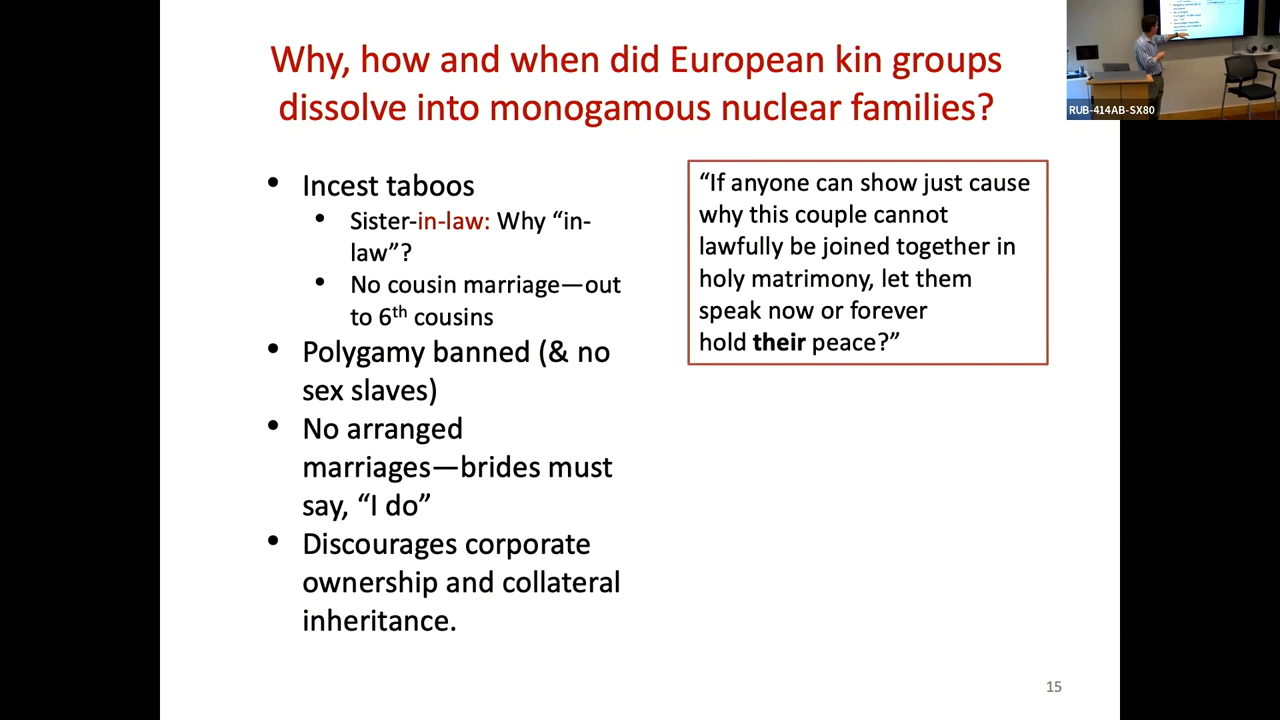 Why, how and when did European kin groups
dissolve into monogamous nuclear families?
• Incest taboos
• Sister-in-law: Why “in-
law”?
• No cousin marriage—out
to 6th cousins
• Polygamy banned (& no
sex slaves)
• No arranged
marriages—brides must
say, “I do”
• Discourages corporate
ownership and collateral
inheritance.
“If anyone can show just cause
why this couple cannot
lawfully be joined together in
holy matrimony, let them
speak now or forever
hold their peace?”
RUB-414AB-SX80
15